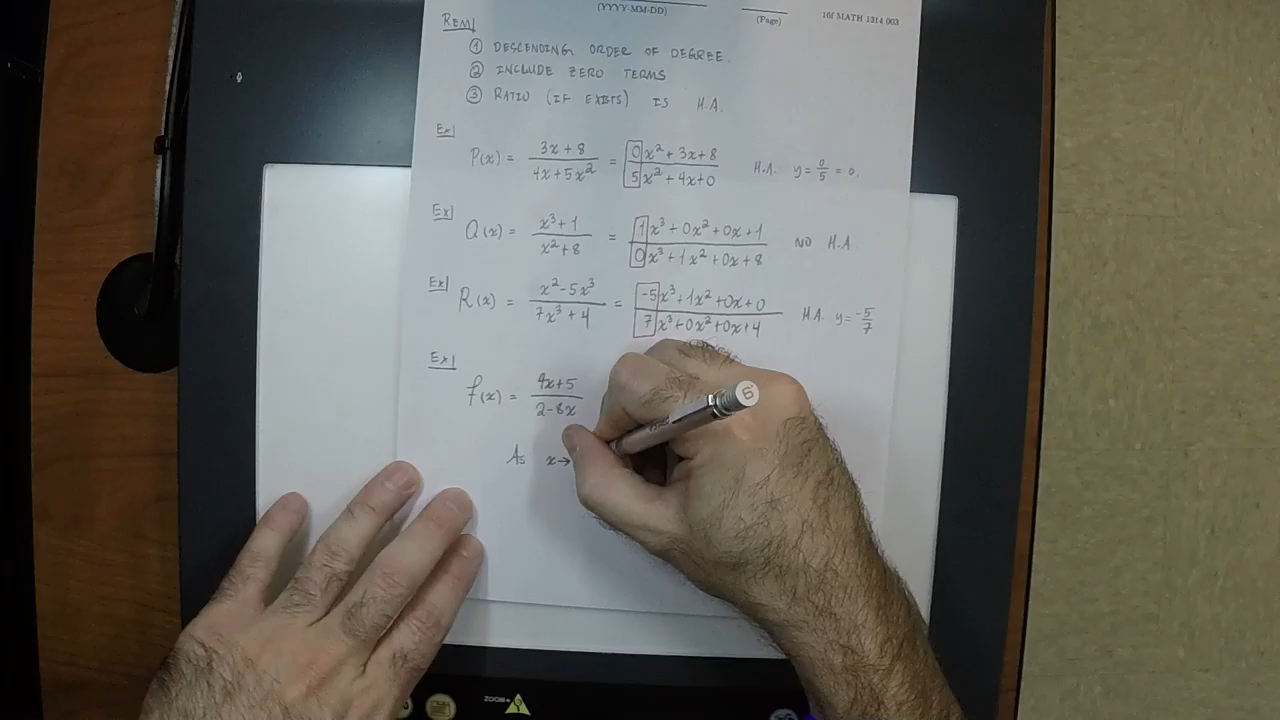 (YYYY-MM-DD) (Page) 10f MATH 1314 003
REM|
① DESCENDING ORDER OF DEGREE.
② INCLUDE ZERO TERMS
③ RATIO (IF EXISTS) IS H.A.
Ex|
P(x) = (3x + 8)/(4x + 5x²) = (0x² + 3x + 8)/(5x² + 4x + 0) H.A. y = 0/5 = 0.
Ex|
Q(x) = (x³ + 1)/(x² + 8) = (1x³ + 0x² + 0x + 1)/(0x³ + 1x² + 0x + 8) NO H.A
Ex|
R(x) = (x² - 5x³)/(7x³ + 4) = (-5x³ + 1x² + 0x + 0)/(7x³ + 0x² + 0x + 4) H.A. y = -5/7
Ex|
f(x) = (4x + 5)/(2 - 8x)
As x →
6
ZOOM